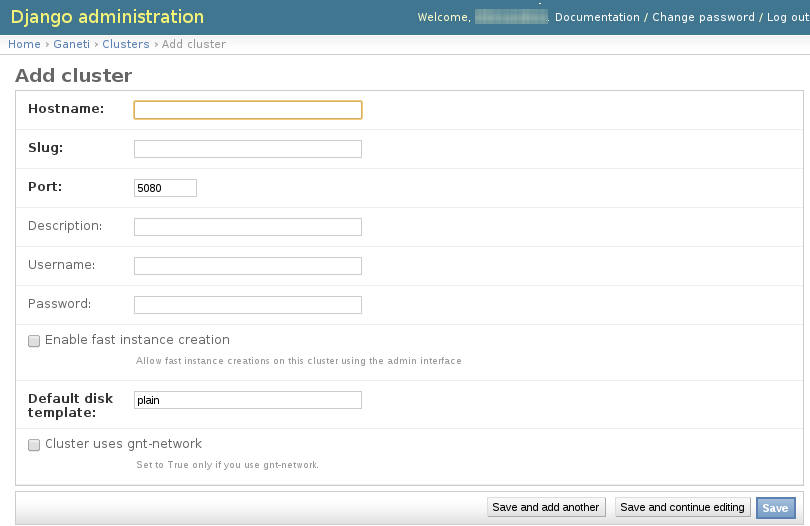 Django administration
Welcome, . Documentation / Change password / Log out
Home › Ganeti › Clusters › Add cluster
Add cluster
Hostname:
Slug:
Port: 5080
Description:
Username:
Password:
Enable fast instance creation
Allow fast instance creations on this cluster using the admin interface
Default disk
template: plain
Cluster uses gnt-network
Set to True only if you use gnt-network.
Save and add another Save and continue editing Save